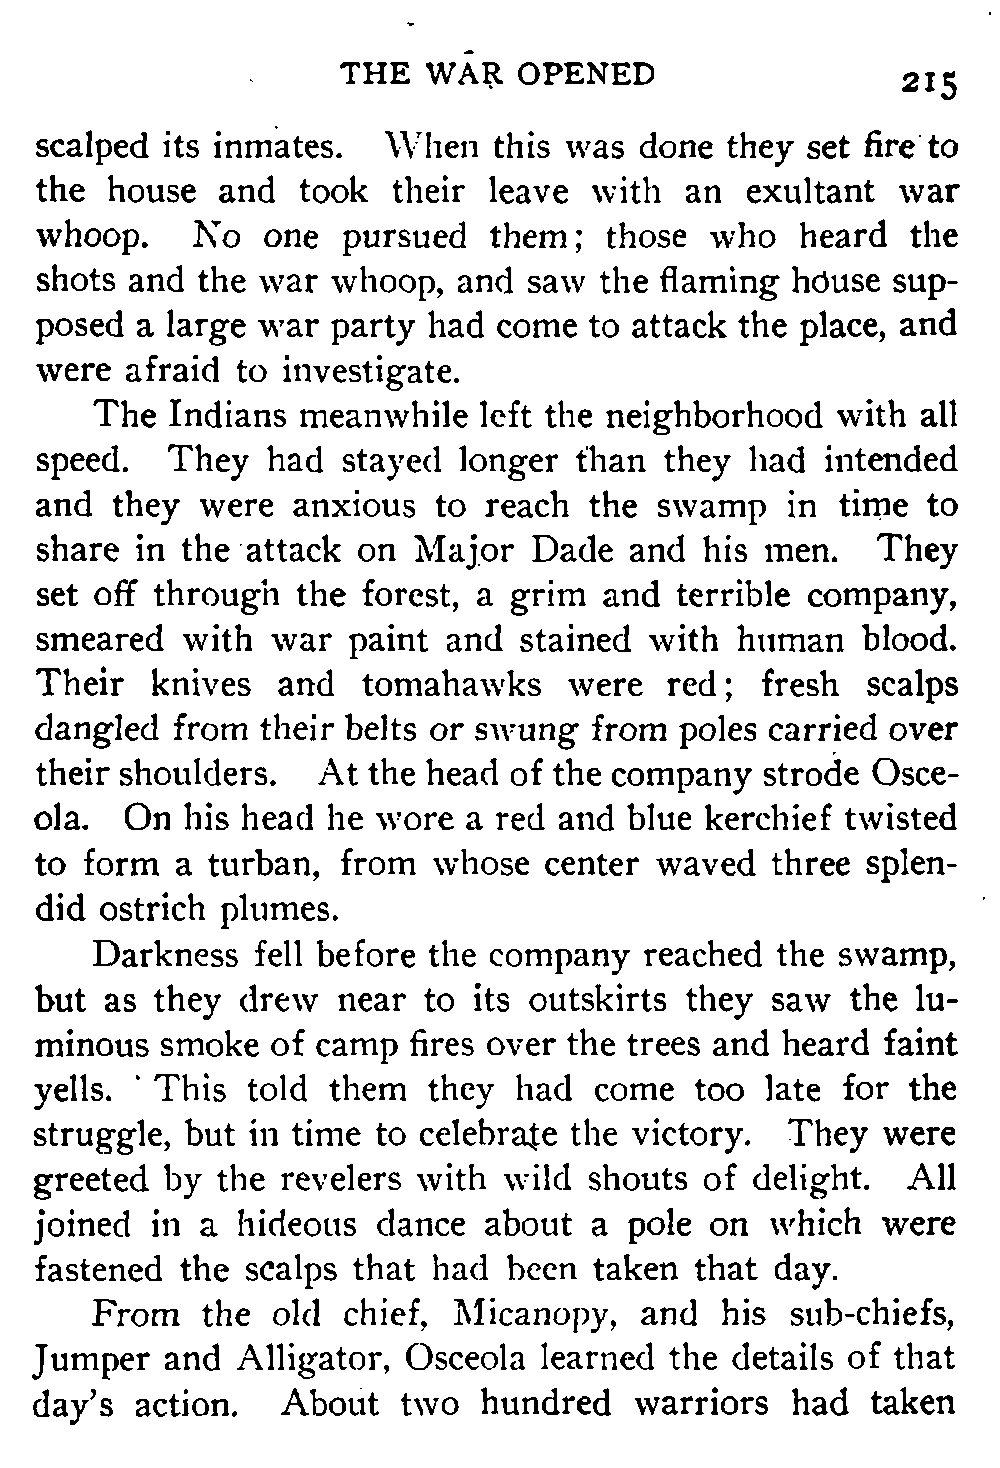 THE WAR OPENED 215
scalped its inmates. When this was done they set fire to
the house and took their leave with an exultant war
whoop. No one pursued them; those who heard the
shots and the war whoop, and saw the flaming house sup-
posed a large war party had come to attack the place, and
were afraid to investigate.
The Indians meanwhile left the neighborhood with all
speed. They had stayed longer than they had intended
and they were anxious to reach the swamp in time to
share in the attack on Major Dade and his men. They
set off through the forest, a grim and terrible company,
smeared with war paint and stained with human blood.
Their knives and tomahawks were red; fresh scalps
dangled from their belts or swung from poles carried over
their shoulders. At the head of the company strode Osce-
ola. On his head he wore a red and blue kerchief twisted
to form a turban, from whose center waved three splen-
did ostrich plumes.
Darkness fell before the company reached the swamp,
but as they drew near to its outskirts they saw the lu-
minous smoke of camp fires over the trees and heard faint
yells. This told them they had come too late for the
struggle, but in time to celebrate the victory. They were
greeted by the revelers with wild shouts of delight. All
joined in a hideous dance about a pole on which were
fastened the scalps that had been taken that day.
From the old chief, Micanopy, and his sub-chiefs,
Jumper and Alligator, Osceola learned the details of that
day's action. About two hundred warriors had taken